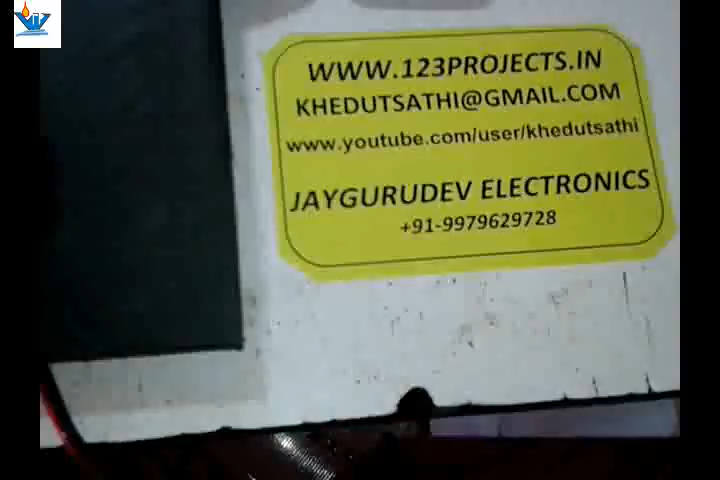 WWW.123PROJECTS.IN
KHEDUTSATHI@GMAIL.COM
www.youtube.com/user/khedutsathi
JAYGURUDEV ELECTRONICS
+91-9979629728